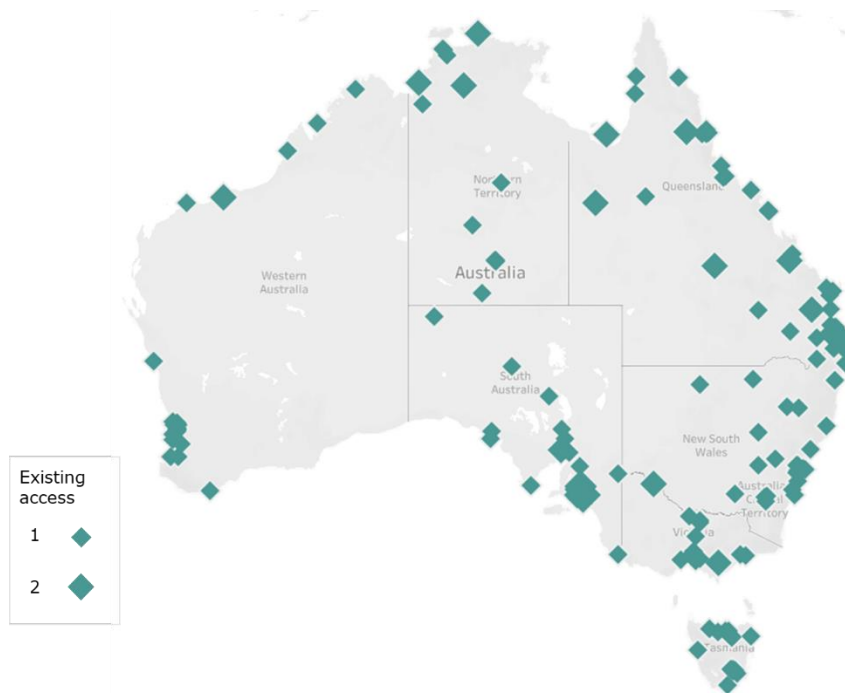 Northern
Territory
Queensland
Western
Australia
Australia
South
Australia
New South
Wales
Australian
Capital
Territory
Victoria
Tasmania
Existing
access
1
2